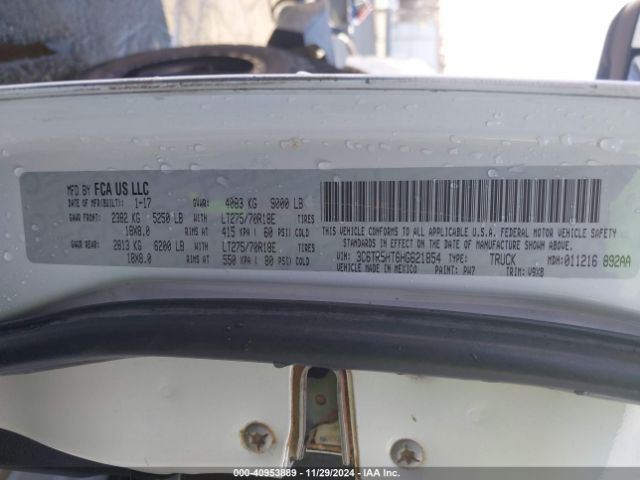 MFD BY FCA US LLC
DATE OF MFR(BUILT): 1-17 GVWR: 4083 KG 9000 LB
GAWR FRONT: 2382 KG 5250 LB WITH LT275/70R18E TIRES
18X8.0 RIMS AT 415 KPA( 60 PSI) COLD
GAWR REAR: 2813 KG 6200 LB WITH LT275/70R18E TIRES
18X8.0 RIMS AT 550 KPA( 80 PSI) COLD
THIS VEHICLE CONFORMS TO ALL APPLICABLE U.S.A. FEDERAL MOTOR VEHICLE SAFETY
STANDARDS IN EFFECT ON THE DATE OF MANUFACTURE SHOWN ABOVE.
VIN: 3C6TR5HT6HG621854 TYPE: TRUCK MDH: 011216 892AA
VEHICLE MADE IN MEXICO PAINT: PW7 TRIM: V9X8
000-40953869 - 11/29/2024 - IAA Inc.